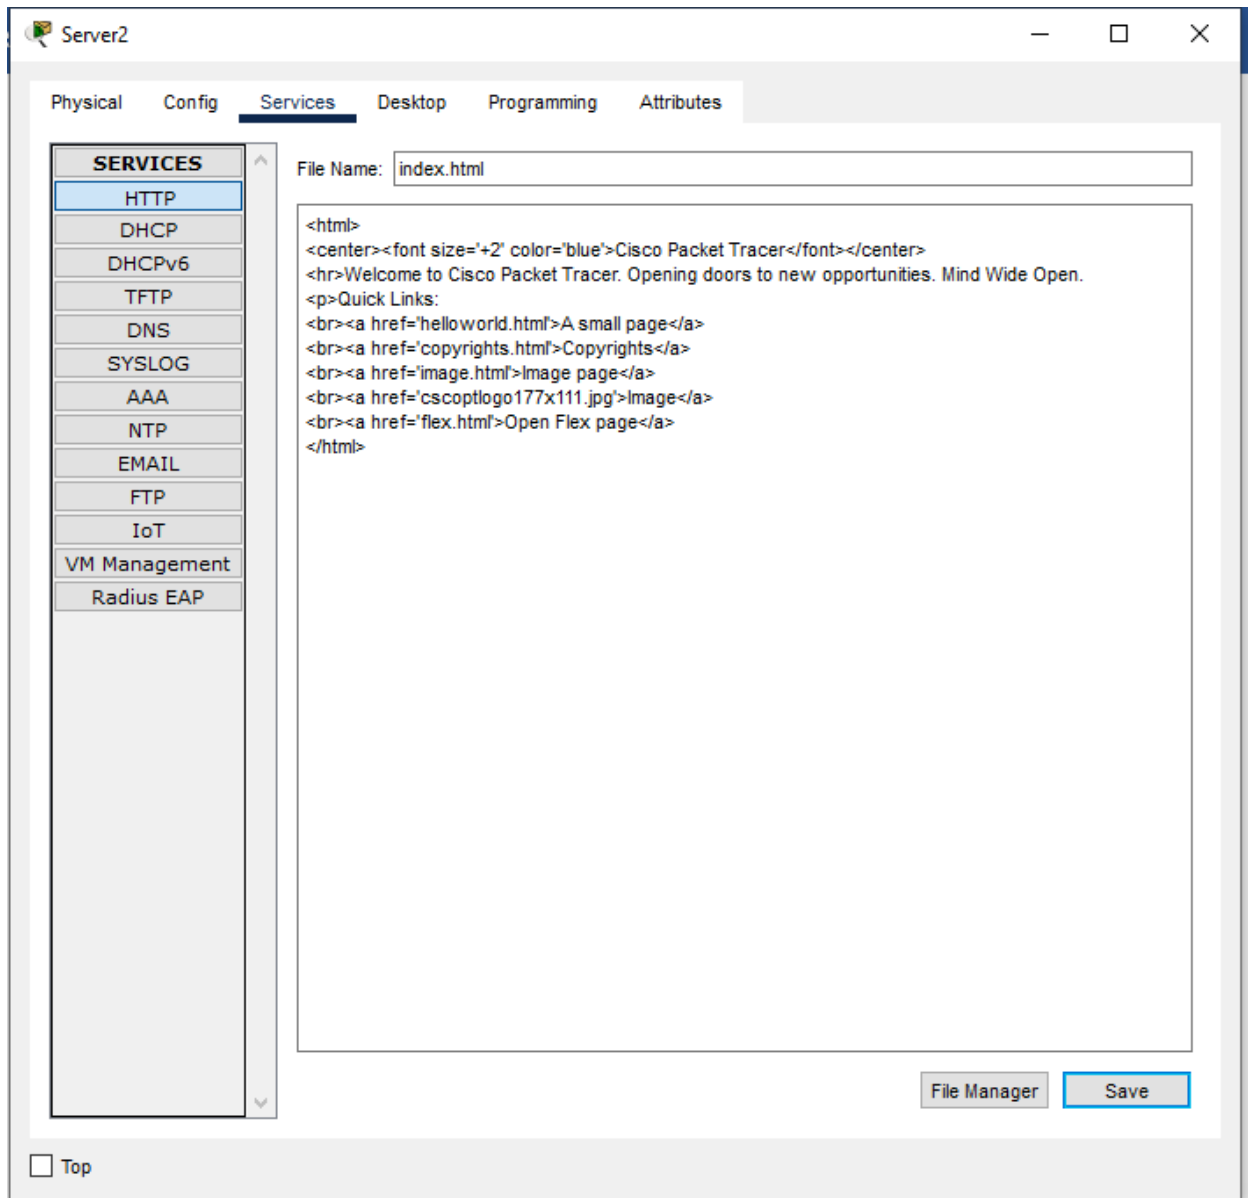 Server2
Physical Config Services Desktop Programming Attributes
SERVICES
HTTP
DHCP
DHCPv6
TFTP
DNS
SYSLOG
AAA
NTP
EMAIL
FTP
IoT
VM Management
Radius EAP
File Name: index.html
<html>
<center><font size='+2' color='blue'>Cisco Packet Tracer</font></center>
<hr>Welcome to Cisco Packet Tracer. Opening doors to new opportunities. Mind Wide Open.
<p>Quick Links:
<br><a href='helloworld.html'>A small page</a>
<br><a href='copyrights.html'>Copyrights</a>
<br><a href='image.html'>Image page</a>
<br><a href='cscoptlogo177x111.jpg'>Image</a>
<br><a href='flex.html'>Open Flex page</a>
</html>
File Manager Save
Top